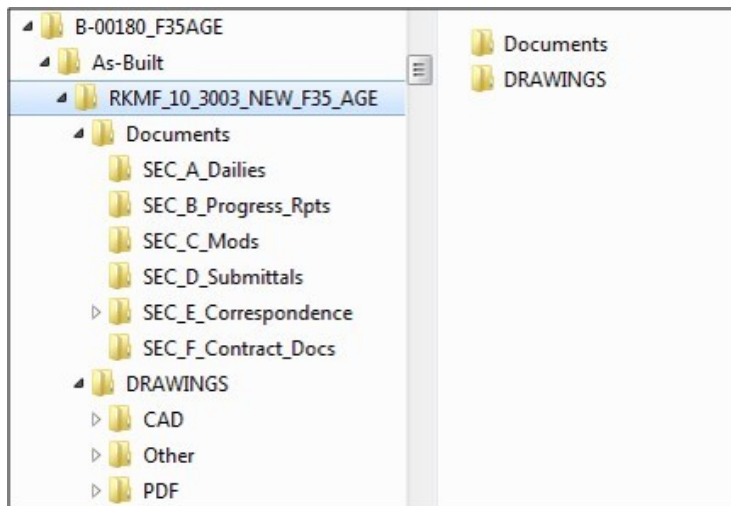 B-00180_F35AGE
As-Built
RKMF_10_3003_NEW_F35_AGE
Documents
SEC_A_Dailies
SEC_B_Progress_Rpts
SEC_C_Mods
SEC_D_Submittals
SEC_E_Correspondence
SEC_F_Contract_Docs
DRAWINGS
CAD
Other
PDF
Documents
DRAWINGS